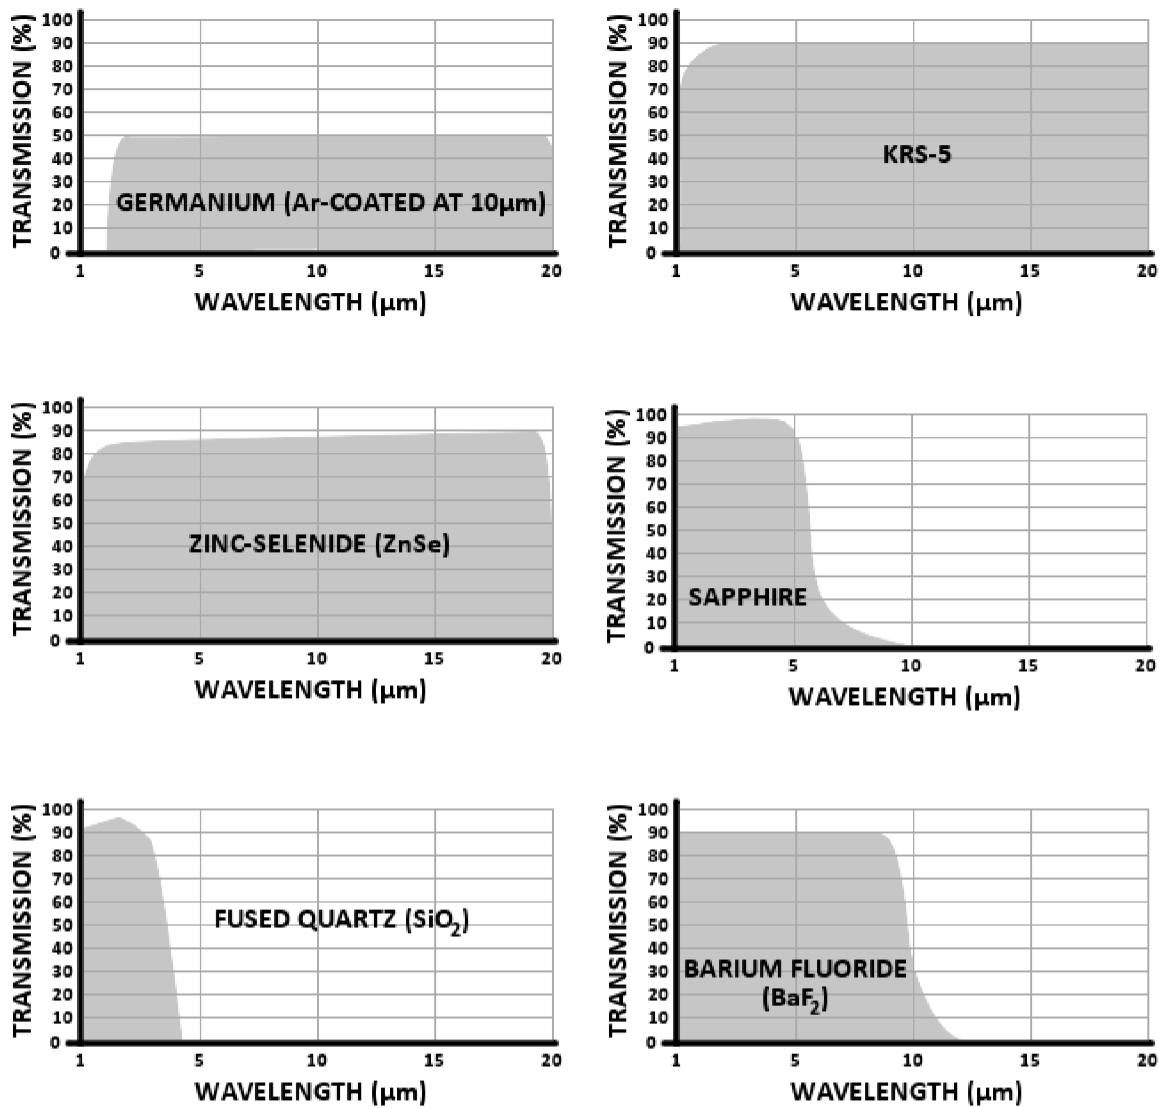 TRANSMISSION (%)
100
90
80
70
60
50
40
30
20
10
0
GERMANIUM (Ar-COATED AT 10µm)
1 5 10 15 20
WAVELENGTH (µm)
TRANSMISSION (%)
100
90
80
70
60
50
40
30
20
10
0
KRS-5
1 5 10 15 20
WAVELENGTH (µm)
TRANSMISSION (%)
100
90
80
70
60
50
40
30
20
10
0
ZINC-SELENIDE (ZnSe)
1 5 10 15 20
WAVELENGTH (µm)
TRANSMISSION (%)
100
90
80
70
60
50
40
30
20
10
0
SAPPHIRE
1 5 10 15 20
WAVELENGTH (µm)
TRANSMISSION (%)
100
90
80
70
60
50
40
30
20
10
0
FUSED QUARTZ (SiO₂)
1 5 10 15 20
WAVELENGTH (µm)
TRANSMISSION (%)
100
90
80
70
60
50
40
30
20
10
0
BARIUM FLUORIDE
(BaF₂)
1 5 10 15 20
WAVELENGTH (µm)